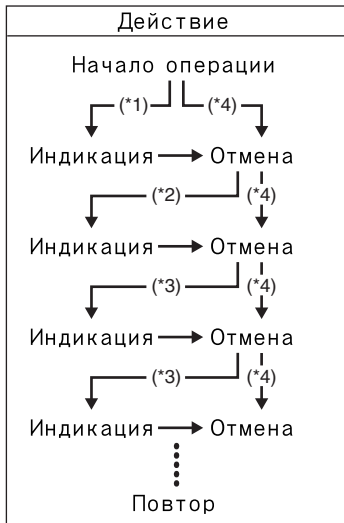 Действие
Начало операции
(*1) (*4)
Индикация Отмена
(*2) (*4)
Индикация Отмена
(*3) (*4)
Индикация Отмена
(*3) (*4)
Индикация Отмена
Повтор